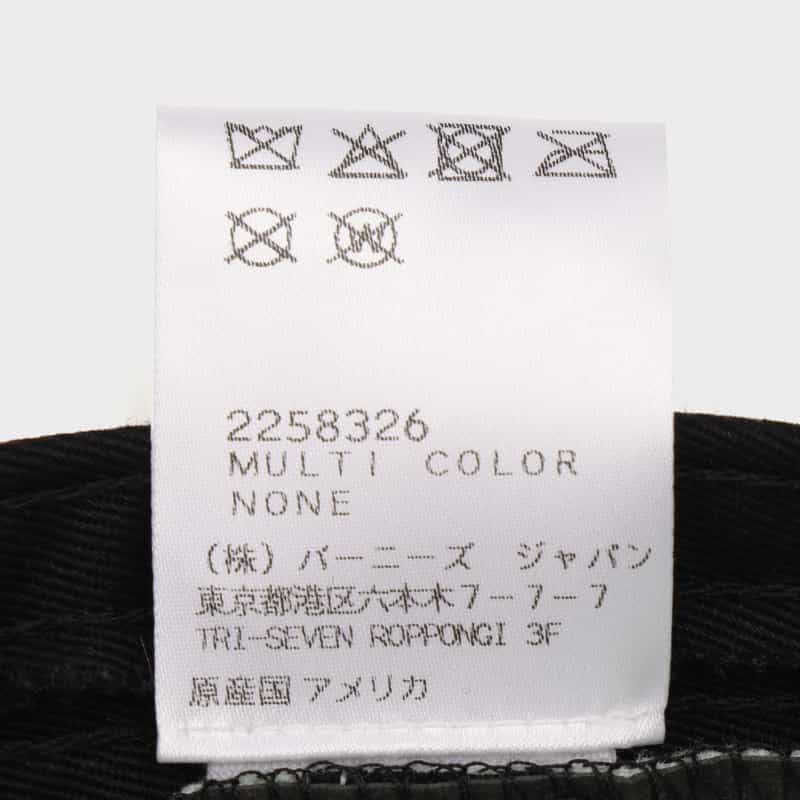 W
2258326
MULTI COLOR
NONE
(株) バーニーズ ジャパン
東京都港区六本木7-7-7
TRI-SEVEN ROPPONGI 3F
原産国 アメリカ